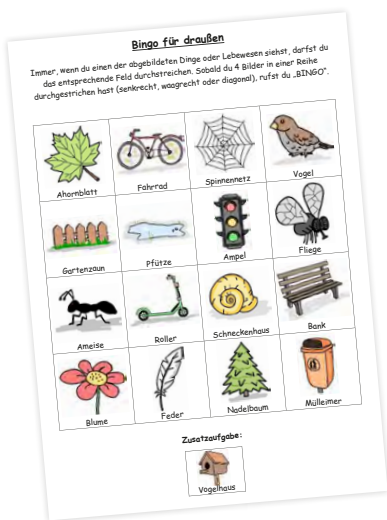 Bingo für draußen
Immer, wenn du einen der abgebildeten Dinge oder Lebewesen siehst, darfst du
das entsprechende Feld durchstreichen. Sobald du 4 Bilder in einer Reihe
durchgestrichen hast (senkrecht, waagrecht oder diagonal), rufst du „BINGO“.
Ahornblatt
Fahrrad
Spinnennetz
Vogel
Gartenzaun
Pfütze
Ampel
Fliege
Ameise
Roller
Schneckenhaus
Bank
Blume
Feder
Nadelbaum
Mülleimer
Zusatzaufgabe:
Vogelhaus